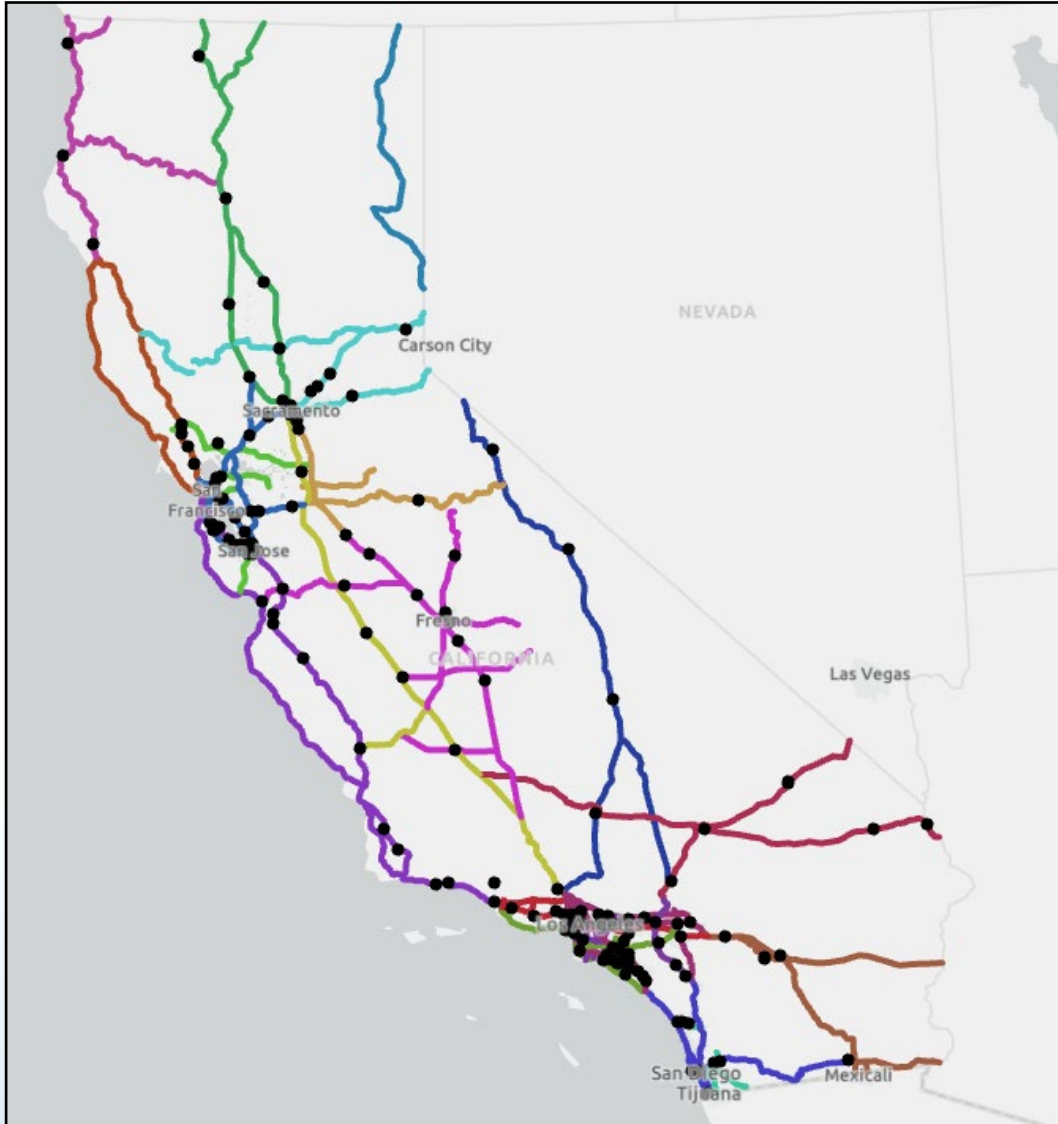 NEVADA
Carson City
Sacramento
San
Francisco
San Jose
Fresno
CALIFORNIA
Las Vegas
Los Angeles
San Diego
Tijuana
Mexicali